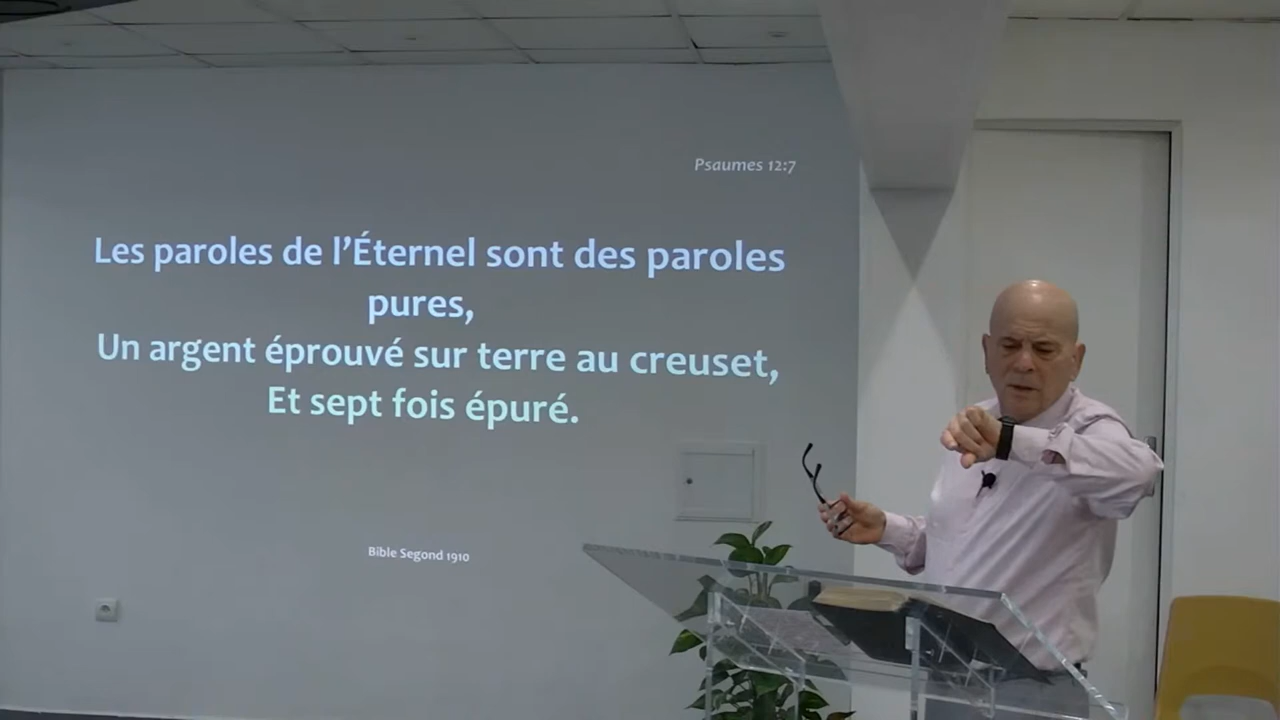 Psaumes 12:7
Les paroles de l’Éternel sont des paroles
pures,
Un argent éprouvé sur terre au creuset,
Et sept fois épuré.
Bible Segond 1910